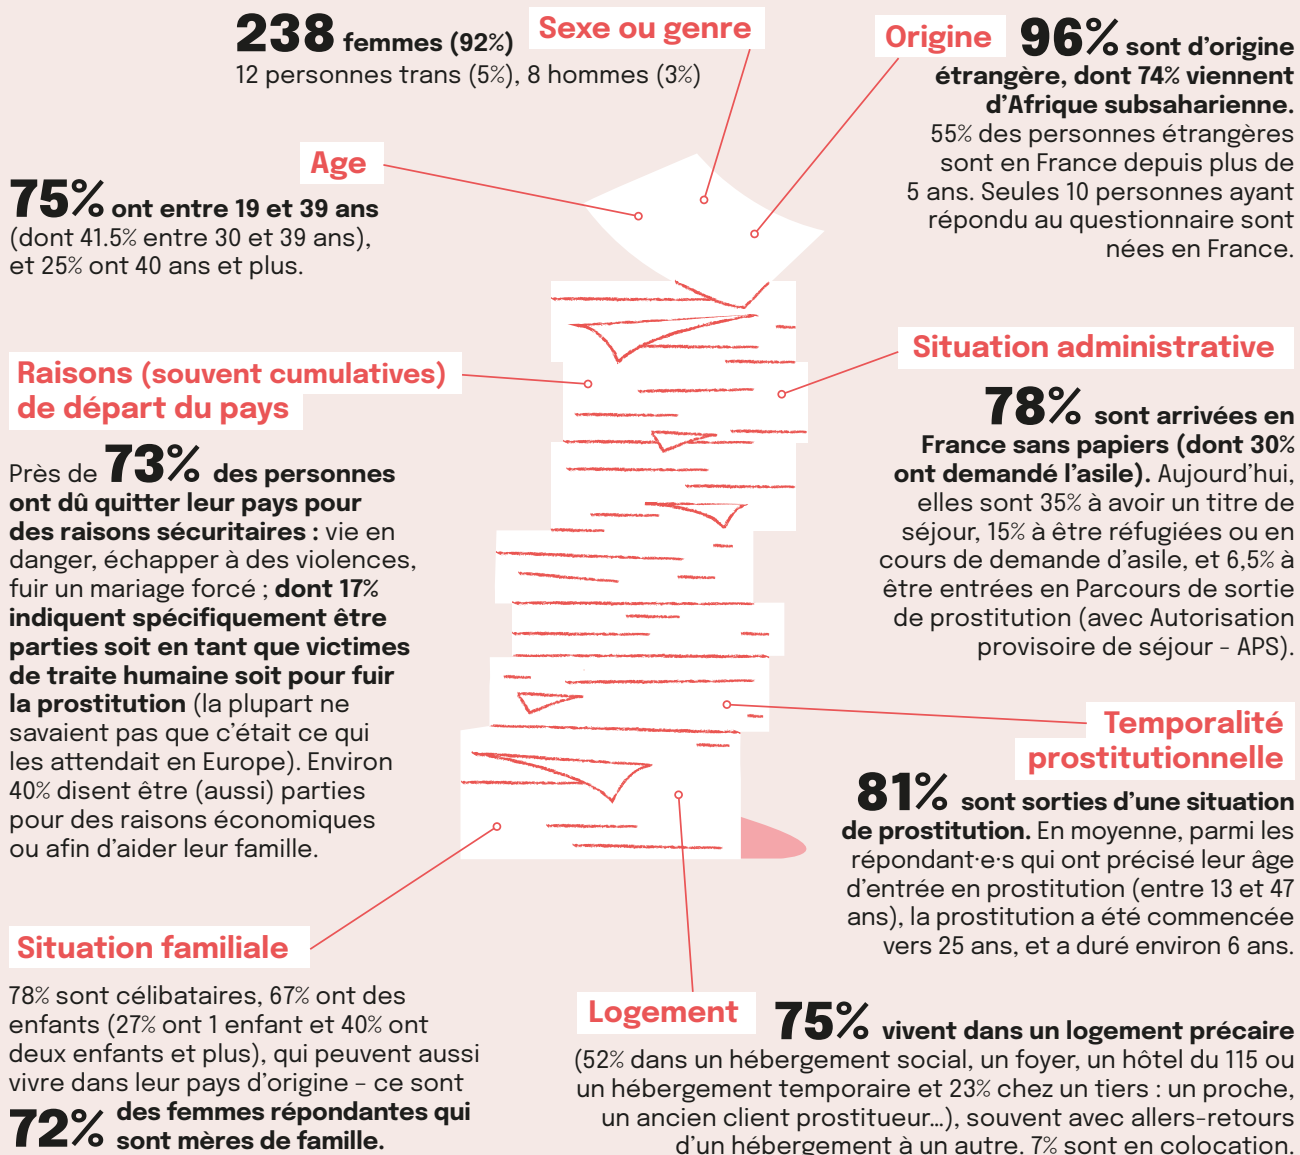 Sexe ou genre
238 femmes (92%)
12 personnes trans (5%), 8 hommes (3%)
Origine
96% sont d’origine
étrangère, dont 74% viennent
d’Afrique subsaharienne.
55% des personnes étrangères
sont en France depuis plus de
5 ans. Seules 10 personnes ayant
répondu au questionnaire sont
nées en France.
Age
75% ont entre 19 et 39 ans
(dont 41.5% entre 30 et 39 ans),
et 25% ont 40 ans et plus.
Situation administrative
78% sont arrivées en
France sans papiers (dont 30%
ont demandé l’asile). Aujourd’hui,
elles sont 35% à avoir un titre de
séjour, 15% à être réfugiées ou en
cours de demande d’asile, et 6,5% à
être entrées en Parcours de sortie
de prostitution (avec Autorisation
provisoire de séjour – APS).
Raisons (souvent cumulatives)
de départ du pays
Près de 73% des personnes
ont dû quitter leur pays pour
des raisons sécuritaires : vie en
danger, échapper à des violences,
fuir un mariage forcé ; dont 17%
indiquent spécifiquement être
parties soit en tant que victimes
de traite humaine soit pour fuir
la prostitution (la plupart ne
savaient pas que c’était ce qui
les attendait en Europe). Environ
40% disent être (aussi) parties
pour des raisons économiques
ou afin d’aider leur famille.
Temporalité
prostitutionnelle
81% sont sorties d’une situation
de prostitution. En moyenne, parmi les
répondant·e·s qui ont précisé leur âge
d’entrée en prostitution (entre 13 et 47
ans), la prostitution a été commencée
vers 25 ans, et a duré environ 6 ans.
Situation familiale
78% sont célibataires, 67% ont des
enfants (27% ont 1 enfant et 40% ont
deux enfants et plus), qui peuvent aussi
vivre dans leur pays d’origine – ce sont
72% des femmes répondantes qui
sont mères de famille.
Logement
75% vivent dans un logement précaire
(52% dans un hébergement social, un foyer, un hôtel du 115 ou
un hébergement temporaire et 23% chez un tiers : un proche,
un ancien client prostitueur…), souvent avec allers-retours
d’un hébergement à un autre. 7% sont en colocation.